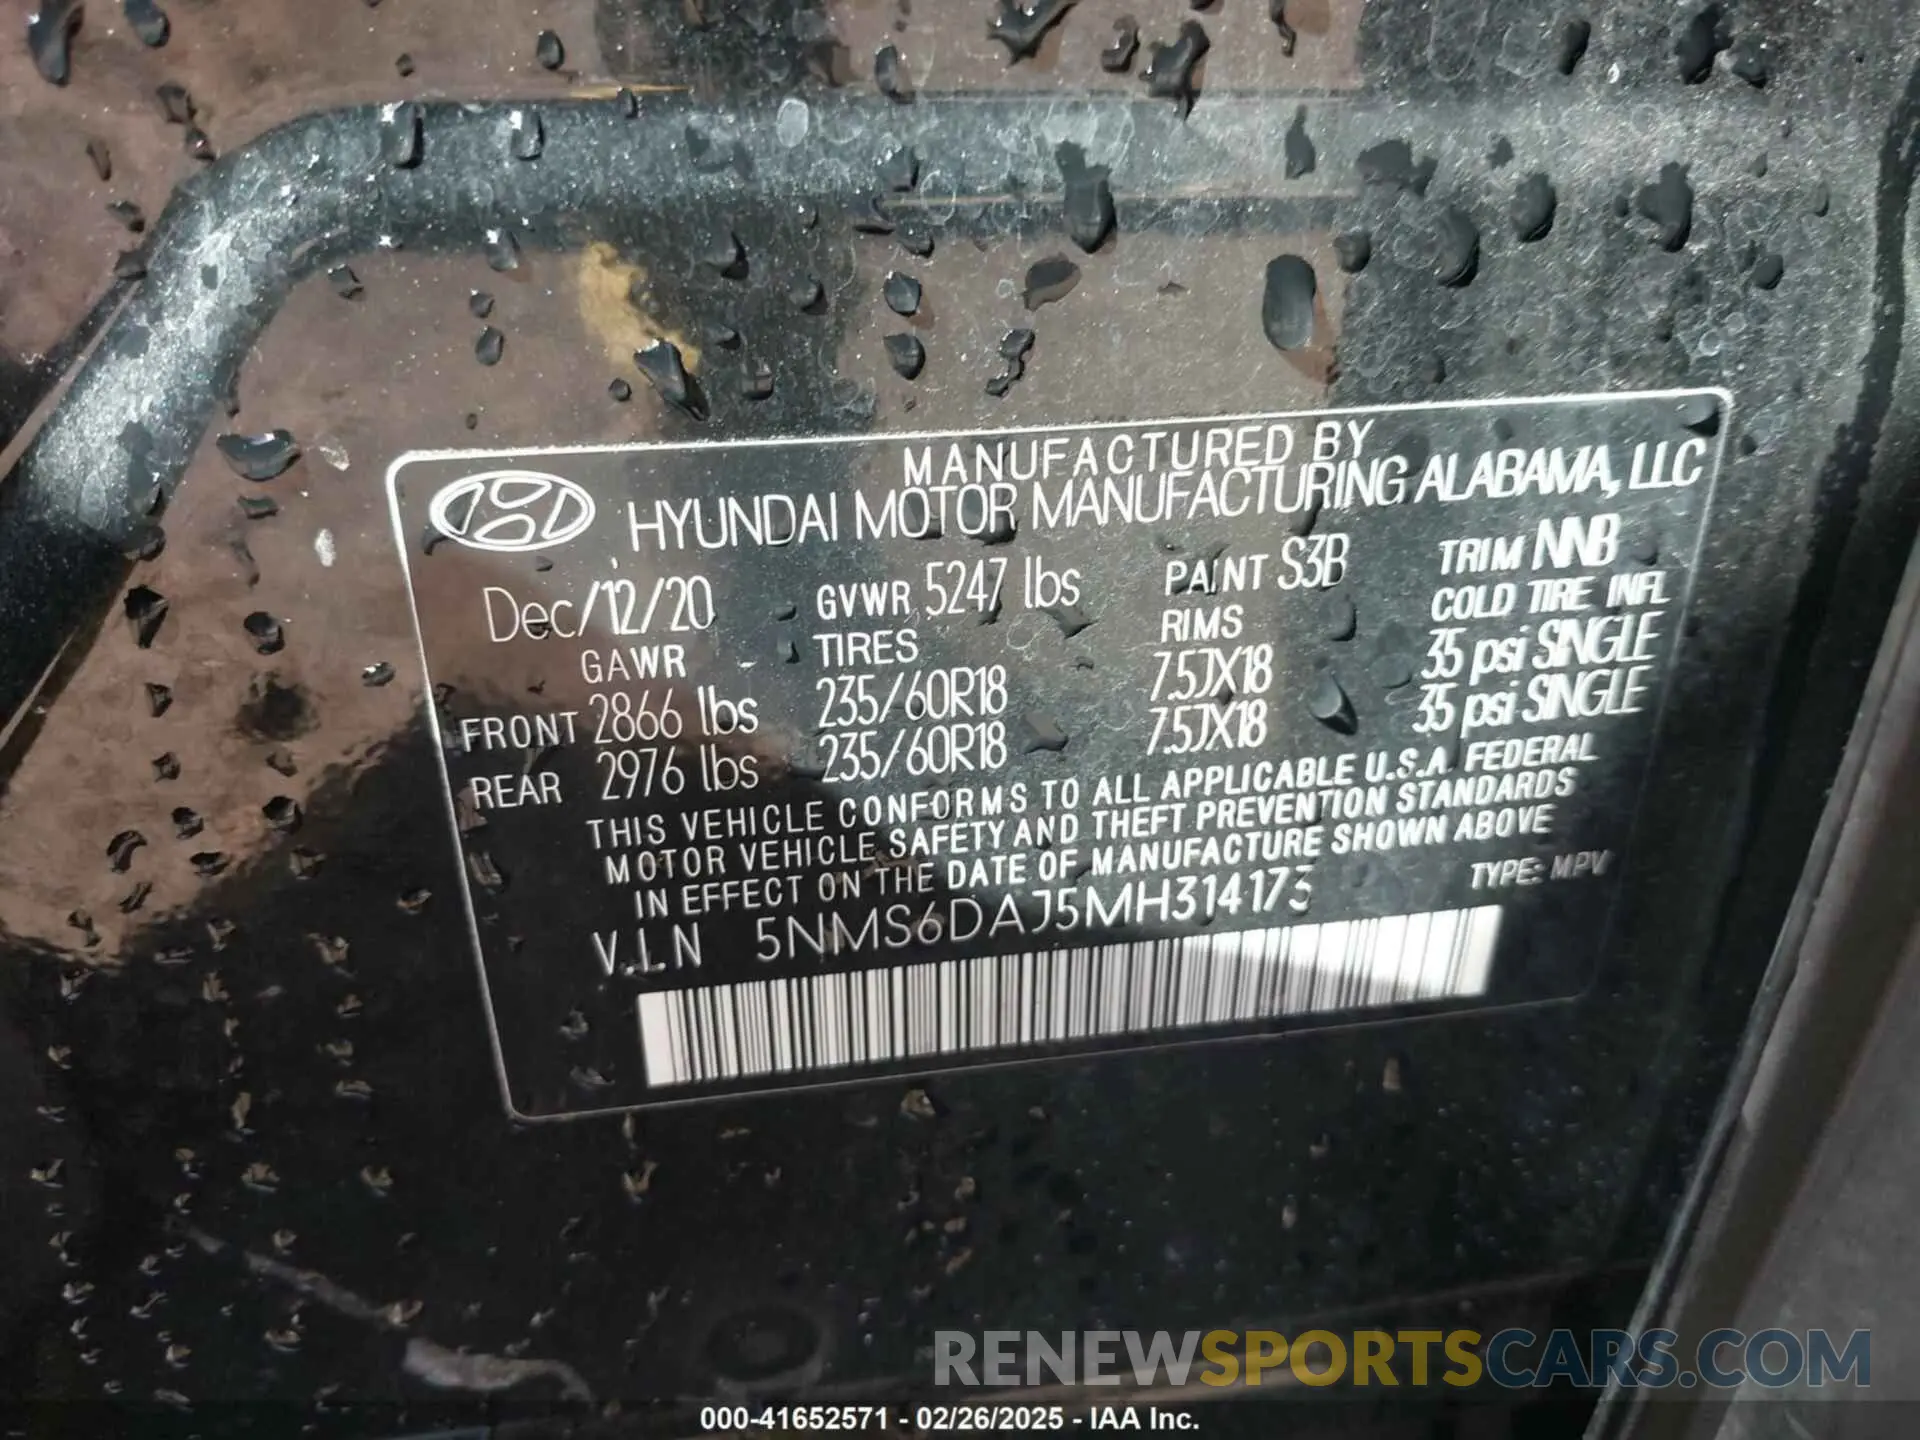 MANUFACTURED BY
HYUNDAI MOTOR MANUFACTURING ALABAMA, LLC
Dec/12/20 GVWR 5247 lbs PAINT S3B TRIM NNB
GAWR TIRES RIMS COLD TIRE INFL
FRONT 2866 lbs 235/60R18 7.5JX18 35 psi SINGLE
REAR 2976 lbs 235/60R18 7.5JX18 35 psi SINGLE
THIS VEHICLE CONFORMS TO ALL APPLICABLE U.S.A. FEDERAL
MOTOR VEHICLE SAFETY AND THEFT PREVENTION STANDARDS
IN EFFECT ON THE DATE OF MANUFACTURE SHOWN ABOVE
V.I.N 5NMS6DAJ5MH314173 TYPE: MPV
RENEWSPORTSCARS.COM
000-41652571 - 02/26/2025 - IAA Inc.